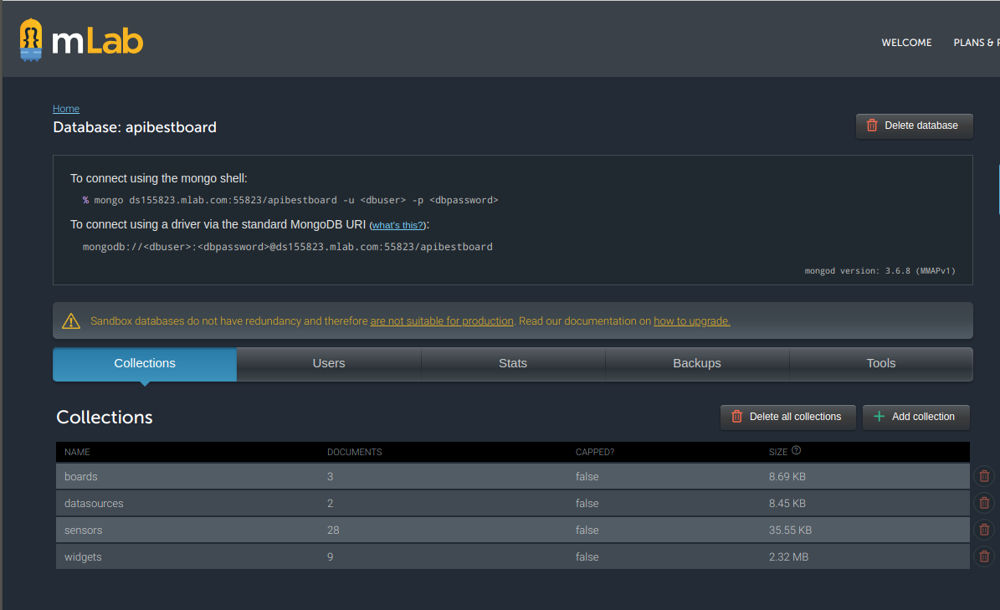 mLab
WELCOME PLANS &
Home
Database: apibestboard
Delete database
To connect using the mongo shell:
% mongo ds155823.mlab.com:55823/apibestboard -u <dbuser> -p <dbpassword>
To connect using a driver via the standard MongoDB URI (what's this?):
mongodb://<dbuser>:<dbpassword>@ds155823.mlab.com:55823/apibestboard
mongod version: 3.6.8 (MMAPv1)
Sandbox databases do not have redundancy and therefore are not suitable for production. Read our documentation on how to upgrade.
Collections Users Stats Backups Tools
Collections
Delete all collections Add collection
NAME DOCUMENTS CAPPED? SIZE
boards 3 false 8.69 KB
datasources 2 false 8.45 KB
sensors 28 false 35.55 KB
widgets 9 false 2.32 MB